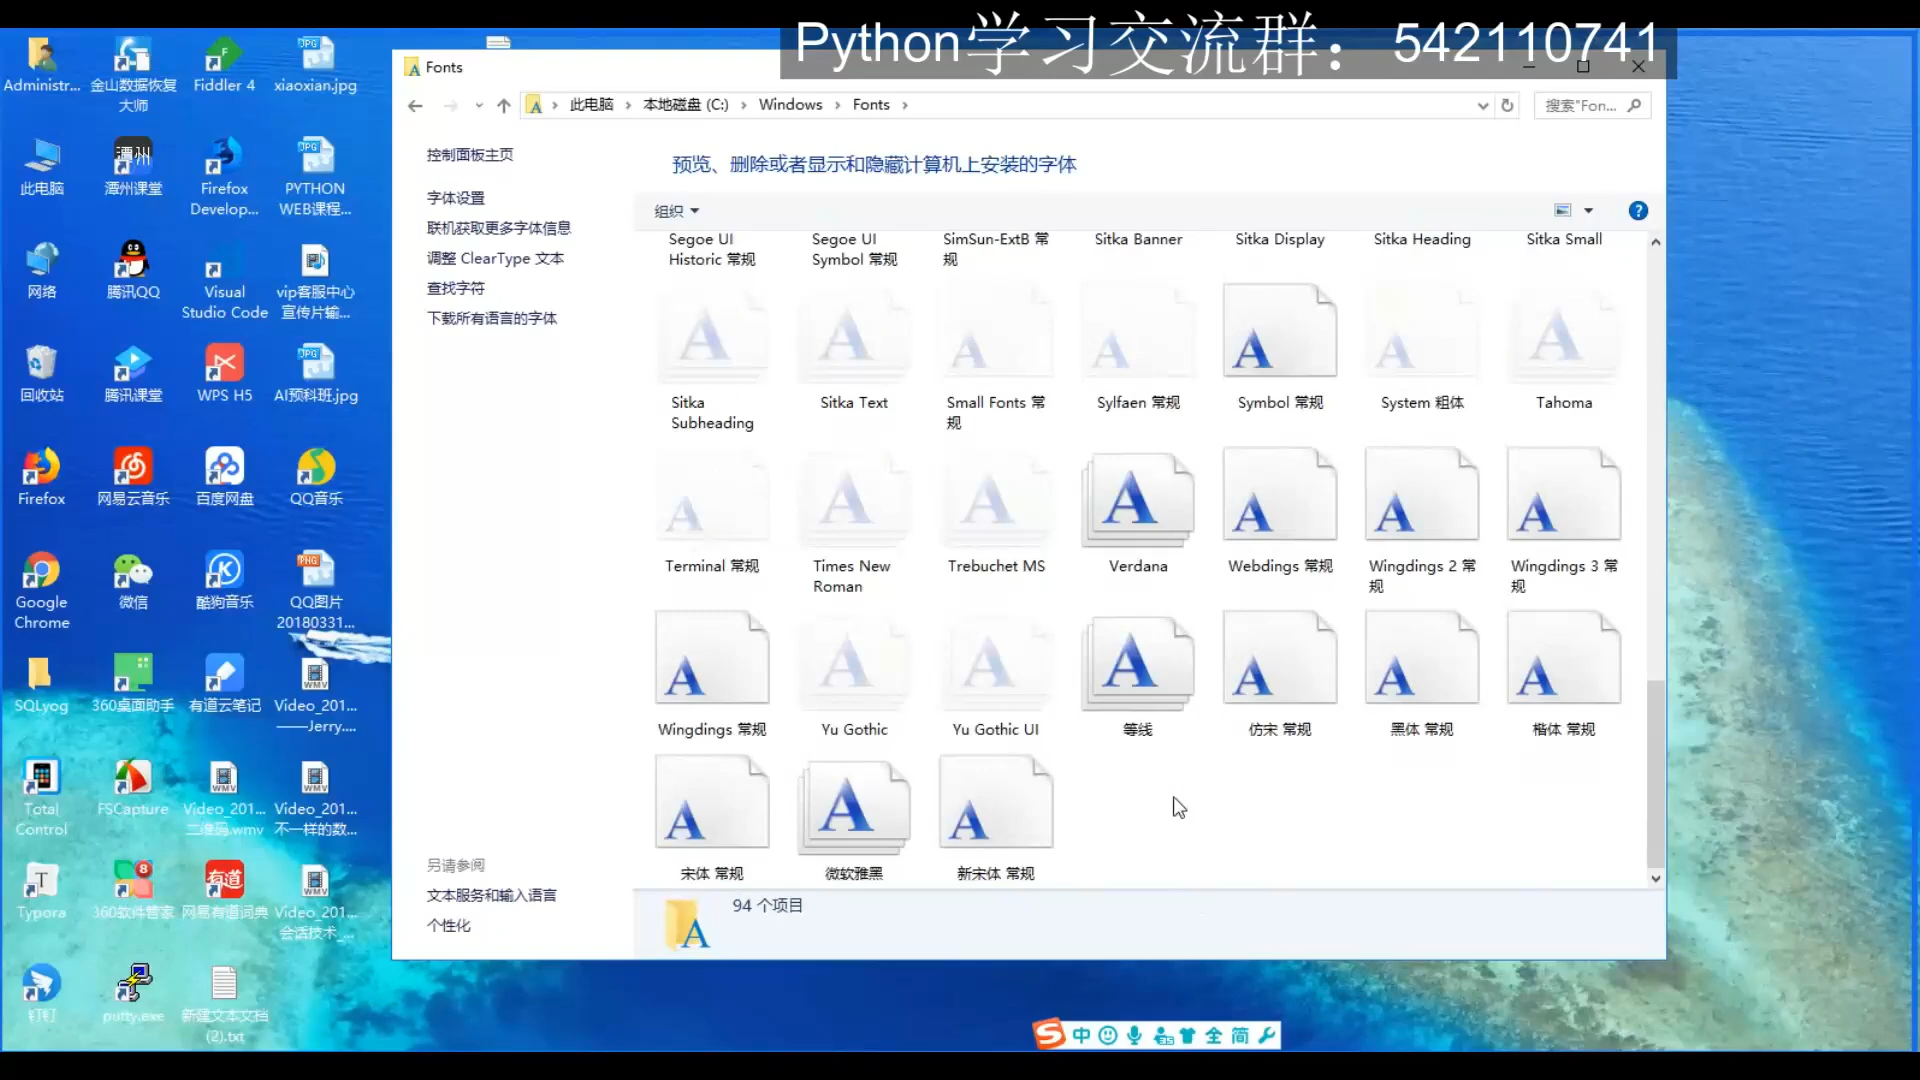 Python学习交流群： 542110741
Fonts
此电脑
本地磁盘 (C:)
Windows
Fonts
搜索"Fon...
控制面板主页
字体设置
联机获取更多字体信息
调整 ClearType 文本
查找字符
下载所有语言的字体
预览、删除或者显示和隐藏计算机上安装的字体
组织
Segoe UI
Historic 常规
Segoe UI
Symbol 常规
SimSun-ExtB 常
规
Sitka Banner
Sitka Display
Sitka Heading
Sitka Small
Sitka
Subheading
Sitka Text
Small Fonts 常
规
Sylfaen 常规
Symbol 常规
System 粗体
Tahoma
Terminal 常规
Times New
Roman
Trebuchet MS
Verdana
Webdings 常规
Wingdings 2 常
规
Wingdings 3 常
规
Wingdings 常规
Yu Gothic
Yu Gothic UI
等线
仿宋 常规
黑体 常规
楷体 常规
宋体 常规
微软雅黑
新宋体 常规
94 个项目
另请参阅
文本服务和输入语言
个性化
Administr...
金山数据恢复
大师
Fiddler 4
JPG
xiaoxian.jpg
此电脑
潭州
潭州课堂
Firefox
Develop...
JPG
PYTHON
WEB课程...
网络
腾讯QQ
Visual
Studio Code
vip客服中心
宣传片输...
回收站
腾讯课堂
WPS H5
JPG
AI预科班.jpg
Firefox
网易云音乐
百度网盘
QQ音乐
Google
Chrome
微信
酷狗音乐
PNG
QQ图片
20180331...
SQLyog
360桌面助手
有道云笔记
WMV
Video_201...
——Jerry....
Total
Control
FSCapture
WMV
Video_201...
二维码.wmv
WMV
Video_201...
不一样的数...
Typora
8
360软件管家
有道
网易有道词典
WMV
Video_201...
会话技术_...
钉钉
putty.exe
新建文本文档
(2).txt
中
全
简